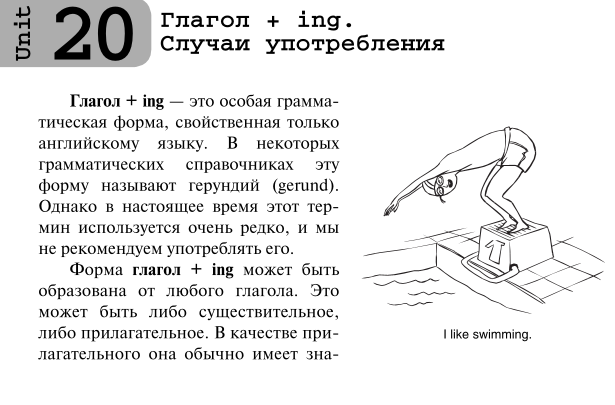 Unit 20
Глагол + ing.
Случаи употребления
Глагол + ing — это особая грамма-
тическая форма, свойственная только
английскому языку. В некоторых
грамматических справочниках эту
форму называют герундий (gerund).
Однако в настоящее время этот тер-
мин используется очень редко, и мы
не рекомендуем употреблять его.
Форма глагол + ing может быть
образована от любого глагола. Это
может быть либо существительное,
либо прилагательное. В качестве при-
лагательного она обычно имеет зна-
1
I like swimming.